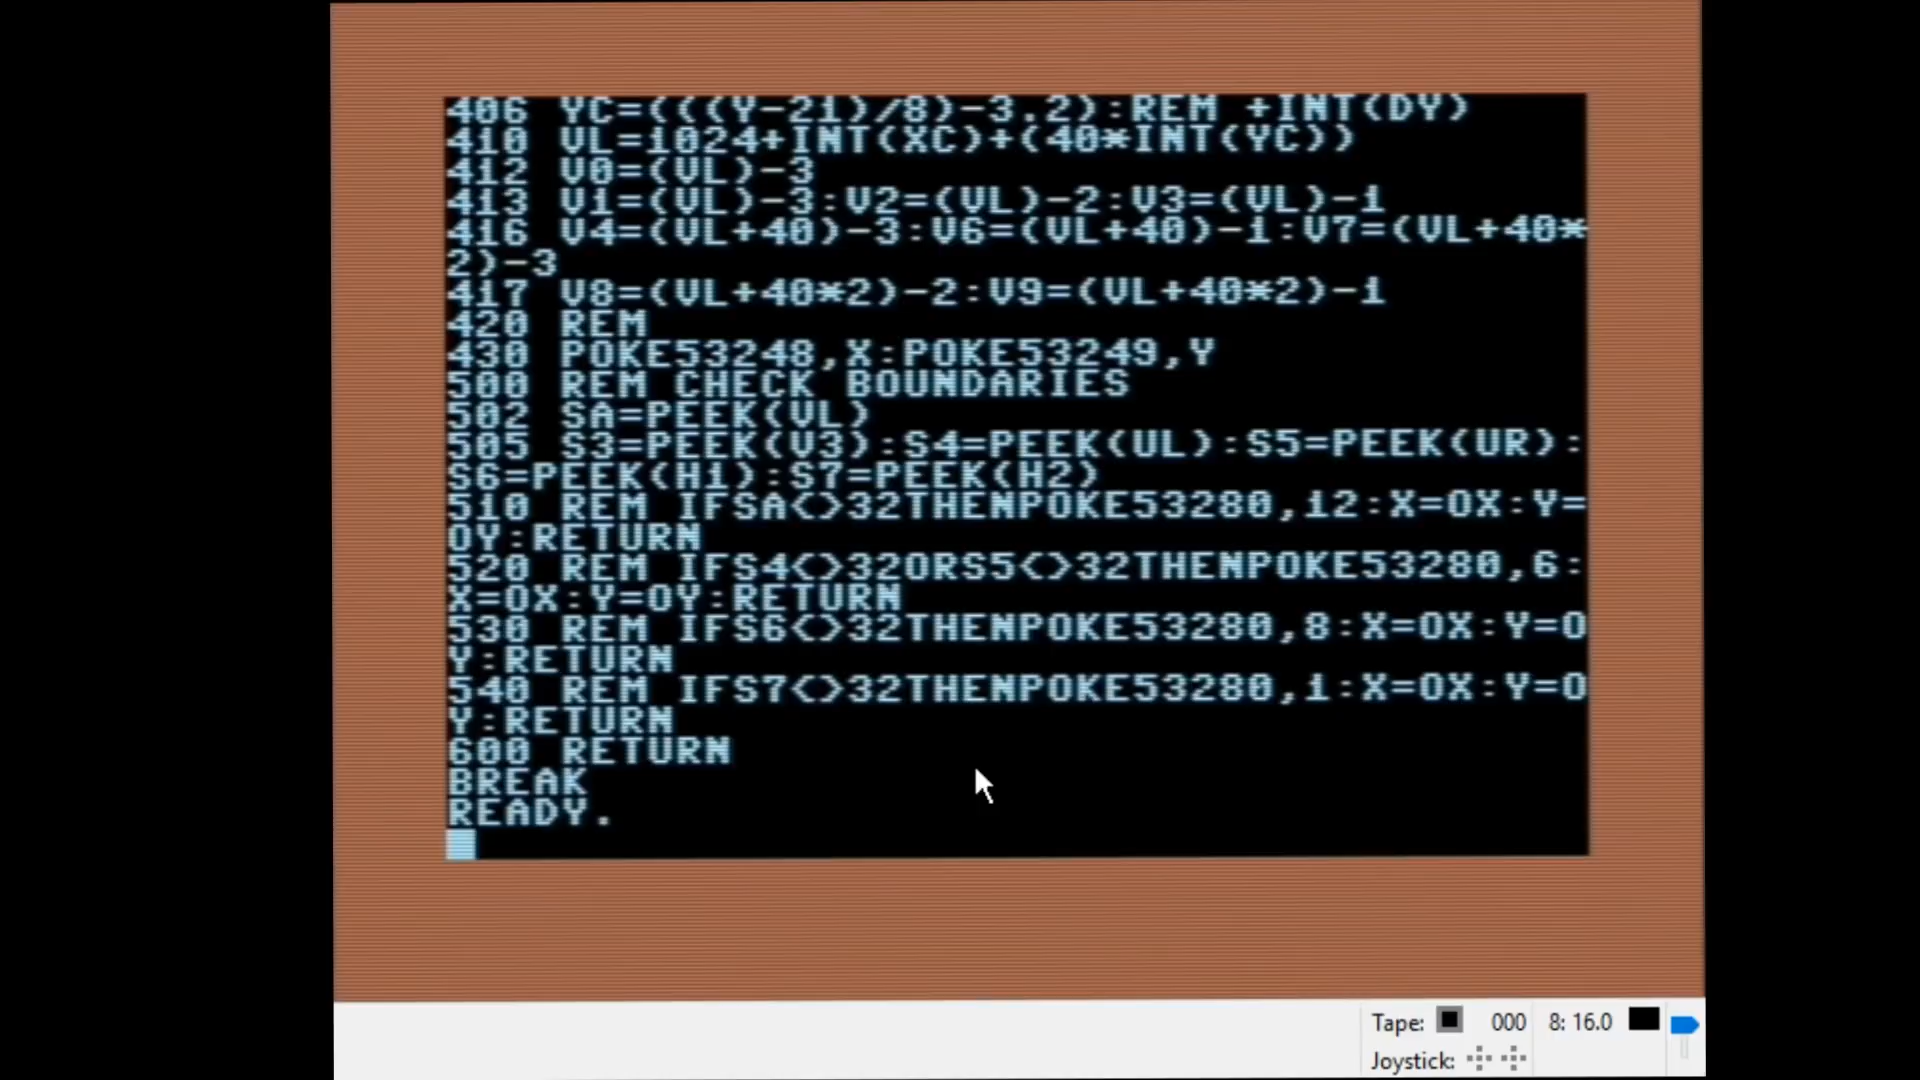 406 YC=(((Y-21)/8)-3.2):REM +INT(DY)
410 VL=1024+INT(XC)+(40*INT(YC))
412 V0=(VL)-3
413 V1=(VL)-3:V2=(VL)-2:V3=(VL)-1
416 V4=(VL+40)-3:V6=(VL+40)-1:V7=(VL+40*
2)-3
417 V8=(VL+40*2)-2:V9=(VL+40*2)-1
420 REM
430 POKE53248,X:POKE53249,Y
500 REM CHECK BOUNDARIES
502 SA=PEEK(VL)
505 S3=PEEK(V3):S4=PEEK(UL):S5=PEEK(UR):
S6=PEEK(H1):S7=PEEK(H2)
510 REM IFSA<>32THENPOKE53280,12:X=OX:Y=
OY:RETURN
520 REM IFS4<>32ORS5<>32THENPOKE53280,6:
X=OX:Y=OY:RETURN
530 REM IFS6<>32THENPOKE53280,8:X=OX:Y=O
Y:RETURN
540 REM IFS7<>32THENPOKE53280,1:X=OX:Y=O
Y:RETURN
600 RETURN
BREAK
READY.
Tape: 000 8: 16.0
Joystick: